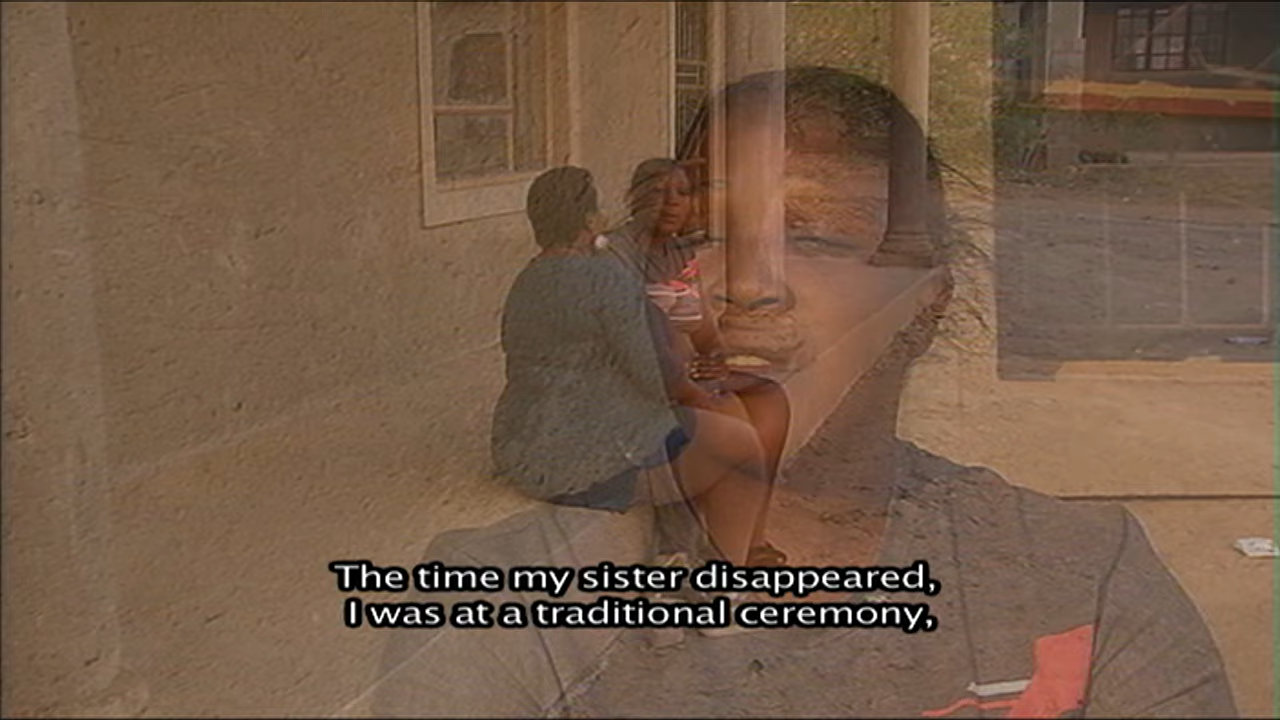 The time my sister disappeared,
I was at a traditional ceremony,